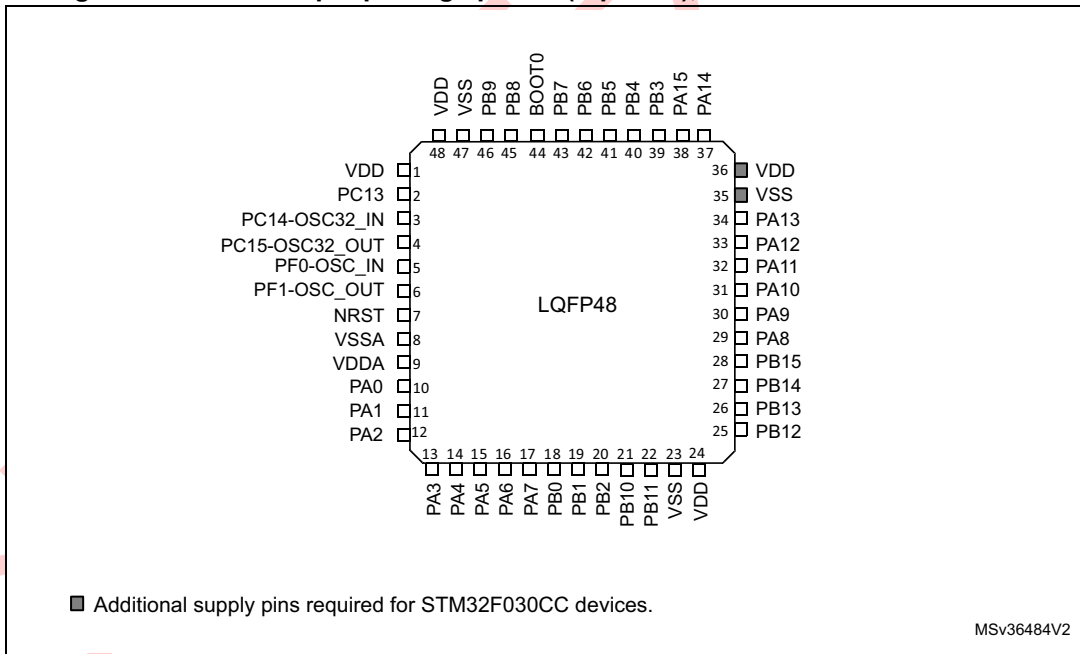 VDD
VSS
PB9
PB8
BOOT0
PB7
PB6
PB5
PB4
PB3
PA15
PA14
48 47 46 45 44 43 42 41 40 39 38 37
VDD 1
PC13 2
PC14-OSC32_IN 3
PC15-OSC32_OUT 4
PF0-OSC_IN 5
PF1-OSC_OUT 6
NRST 7
VSSA 8
VDDA 9
PA0 10
PA1 11
PA2 12
LQFP48
36 VDD
35 VSS
34 PA13
33 PA12
32 PA11
31 PA10
30 PA9
29 PA8
28 PB15
27 PB14
26 PB13
25 PB12
13 14 15 16 17 18 19 20 21 22 23 24
PA3
PA4
PA5
PA6
PA7
PB0
PB1
PB2
PB10
PB11
VSS
VDD
Additional supply pins required for STM32F030CC devices.
MSv36484V2